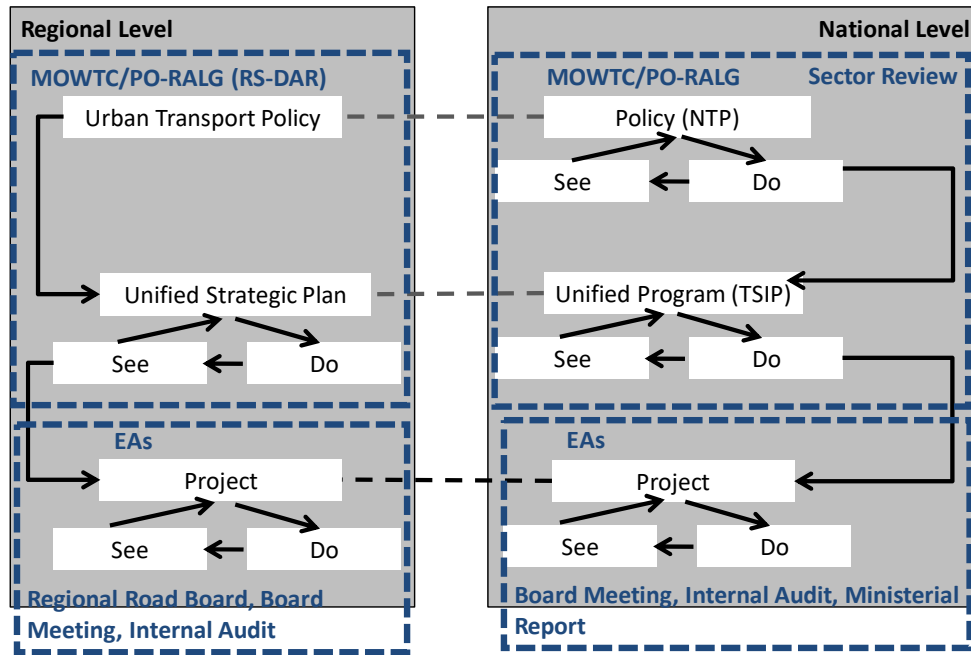 Regional Level
MOWTC/PO-RALG (RS-DAR)
Urban Transport Policy
Unified Strategic Plan
See
Do
EAs
Project
See
Do
Regional Road Board, Board
Meeting, Internal Audit
National Level
MOWTC/PO-RALG
Sector Review
Policy (NTP)
See
Do
Unified Program (TSIP)
See
Do
EAs
Project
See
Do
Board Meeting, Internal Audit, Ministerial
Report